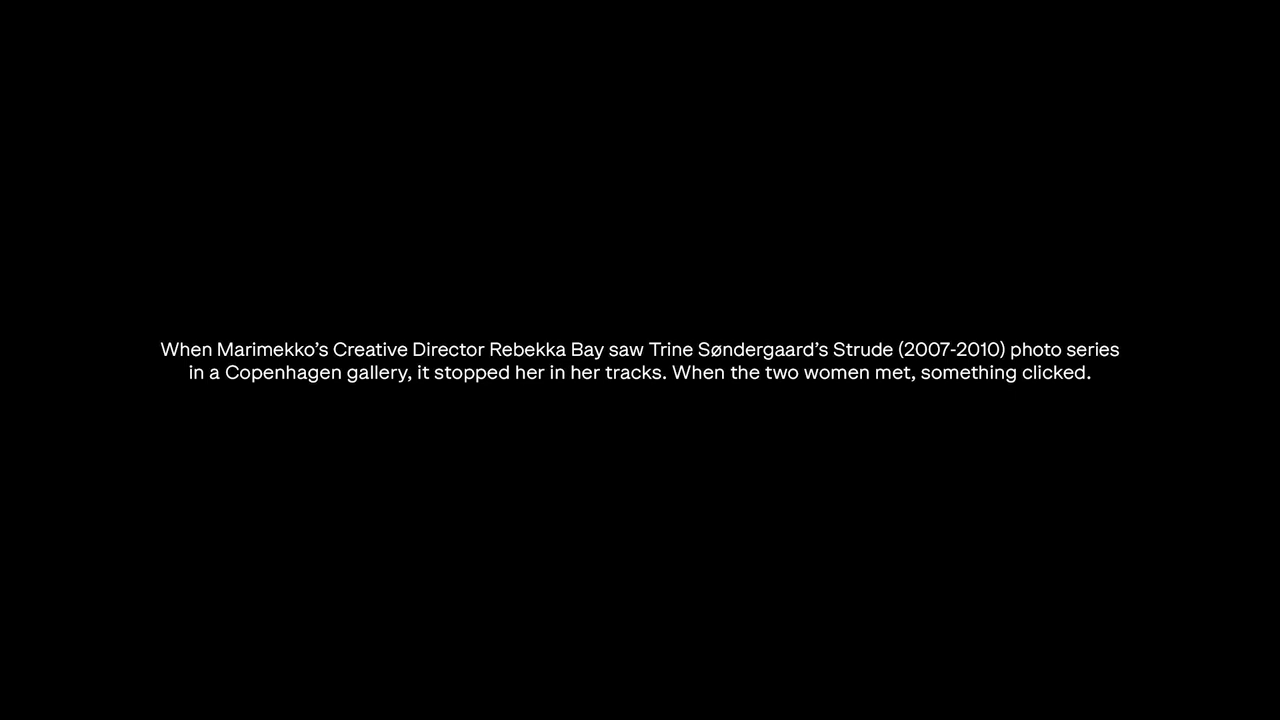 When Marimekko’s Creative Director Rebekka Bay saw Trine Søndergaard’s Strude (2007-2010) photo series
in a Copenhagen gallery, it stopped her in her tracks. When the two women met, something clicked.